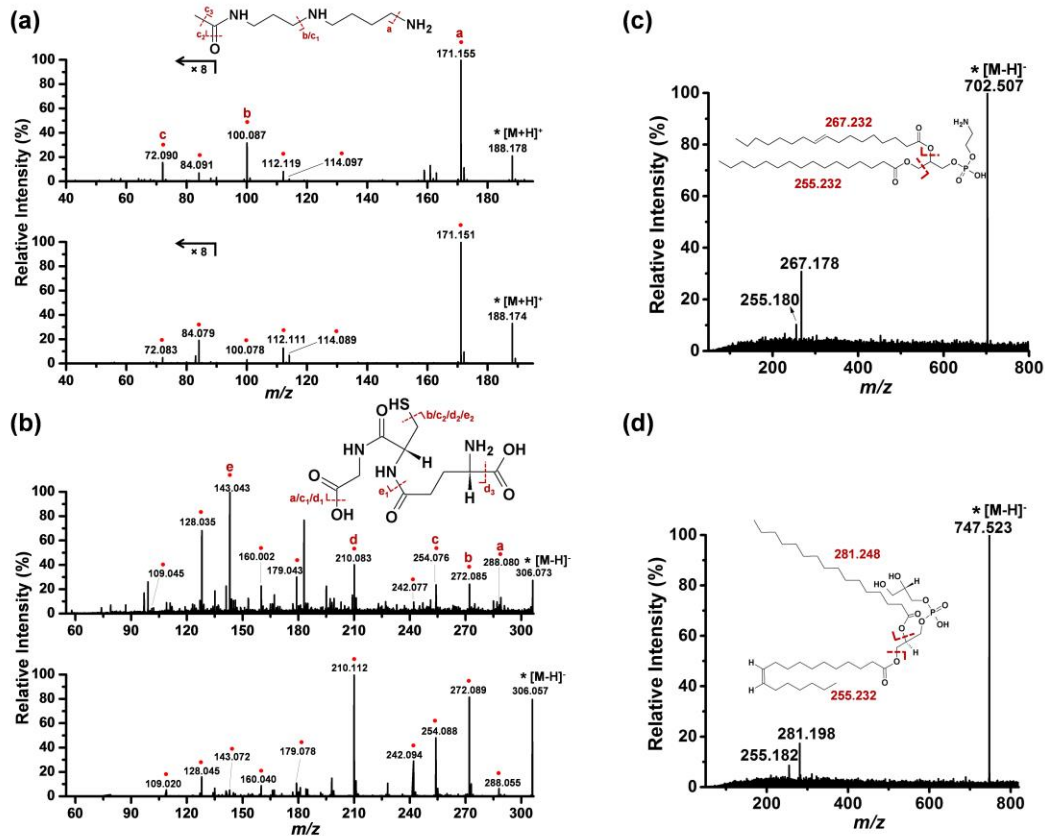 (a)
c3
c2
O
NH
b/c1
NH
a
NH2
a
171.155
× 8
b
100.087
c
72.090
84.091
112.119
114.097
* [M+H]+
188.178
100
80
60
40
20
0
40 60 80 100 120 140 160 180
Relative Intensity (%)
× 8
171.151
* [M+H]+
188.174
84.079
72.083
100.078
112.111
114.089
100
80
60
40
20
0
40 60 80 100 120 140 160 180
m/z
(b)
HS
b/c2/d2/e2
O
NH
H
NH
NH2
OH
O
H
d3
e1
O
O
a/c1/d1
OH
e
143.043
128.035
109.045
160.002
179.043
d
210.083
242.077
c
254.076
b
272.085
a
288.080
* [M-H]-
306.073
100
80
60
40
20
0
60 90 120 150 180 210 240 270 300
Relative Intensity (%)
210.112
* [M-H]-
306.057
272.089
254.088
242.094
179.078
143.072
128.045
160.040
109.020
288.055
100
80
60
40
20
0
60 90 120 150 180 210 240 270 300
m/z
(c)
* [M-H]-
702.507
267.232
255.232
H2N
O
O
O
O
O
O
P
O
OH
267.178
255.180
100
80
60
40
20
0
200 400 600 800
Relative Intensity (%)
m/z
(d)
* [M-H]-
747.523
281.248
HO
HO
H
O
O
O
P
O
OH
O
O
H
O
O
H
H
255.232
281.198
255.182
100
80
60
40
20
0
200 400 600 800
Relative Intensity (%)
m/z